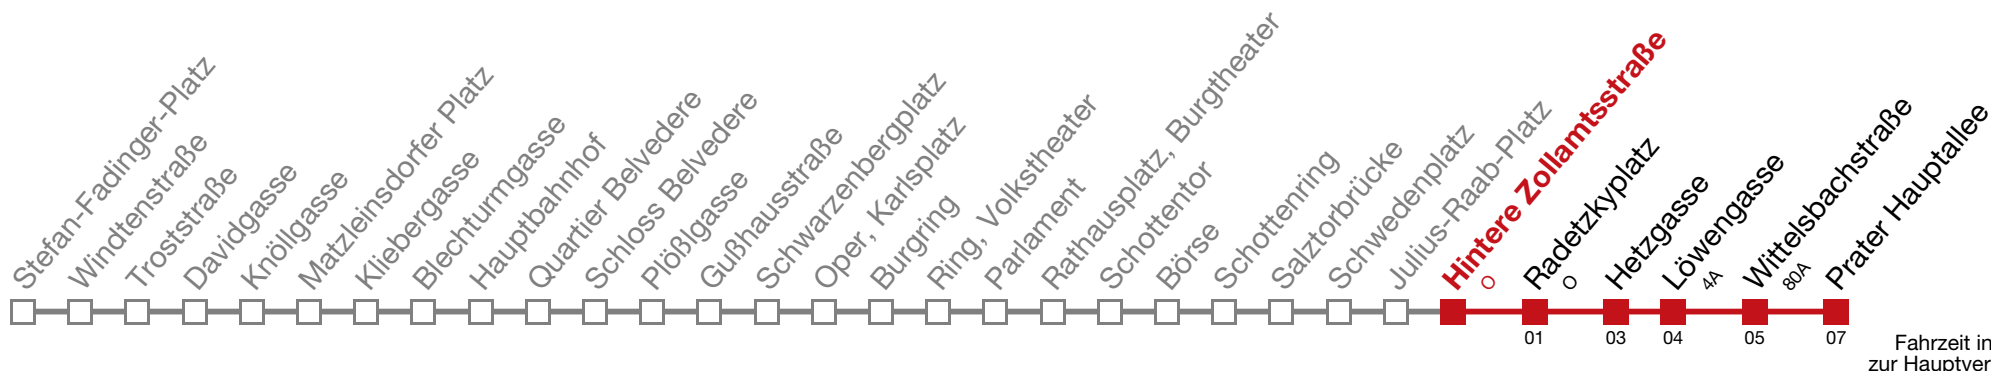 Stefan-Fadinger-Platz
Windtenstraße
Troststraße
Davidgasse
Knöllgasse
Matzleinsdorfer Platz
Kliebergasse
Blechturmgasse
Hauptbahnhof
Quartier Belvedere
Schloss Belvedere
Plößlgasse
Gußhausstraße
Schwarzenbergplatz
Oper, Karlsplatz
Burgring
Ring, Volkstheater
Parlament
Rathausplatz, Burgtheater
Schottentor
Börse
Schottenring
Salztorbrücke
Schwedenplatz
Julius-Raab-Platz
Hintere Zollamtsstraße
O
Radetzkyplatz
O
Hetzgasse
Löwengasse
4A
Wittelsbachstraße
80A
Prater Hauptallee
01 03 04 05 07
Fahrzeit in
zur Hauptver